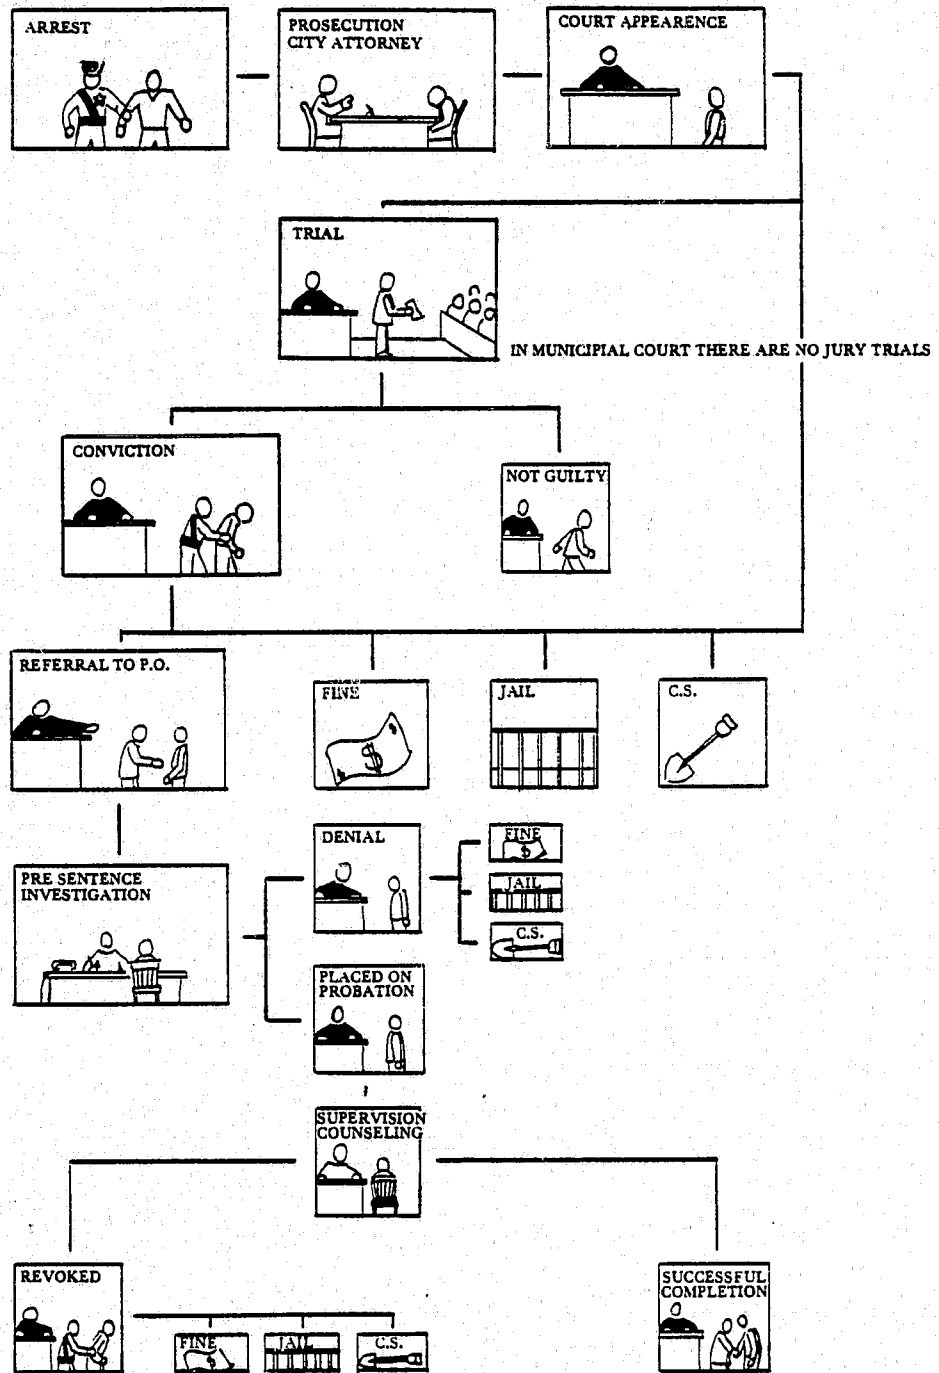 ARREST
PROSECUTION
CITY ATTORNEY
COURT APPEARENCE
TRIAL
IN MUNICIPIAL COURT THERE ARE NO JURY TRIALS
CONVICTION
NOT GUILTY
REFERRAL TO P.O.
FINE
$
JAIL
C.S.
PRE SENTENCE
INVESTIGATION
DENIAL
FINE
$
JAIL
C.S.
PLACED ON
PROBATION
SUPERVISION
COUNSELING
REVOKED
FINE
$
JAIL
C.S.
SUCCESSFUL
COMPLETION